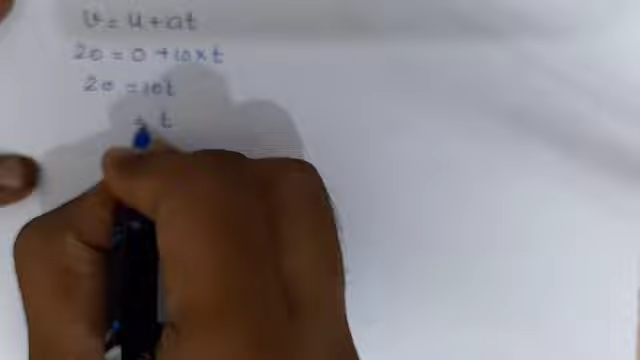 v = u + at
20 = 0 + 10 × t
20 = 10t
= t